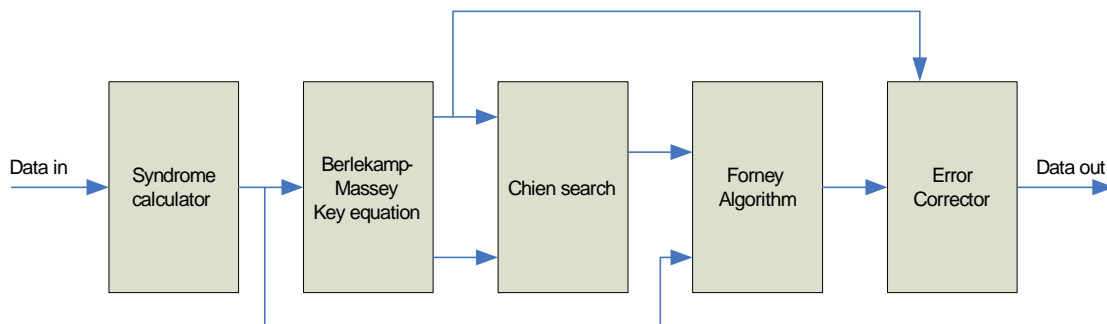 Data in
Syndrome
calculator
Berlekamp-
Massey
Key equation
Chien search
Forney
Algorithm
Error
Corrector
Data out